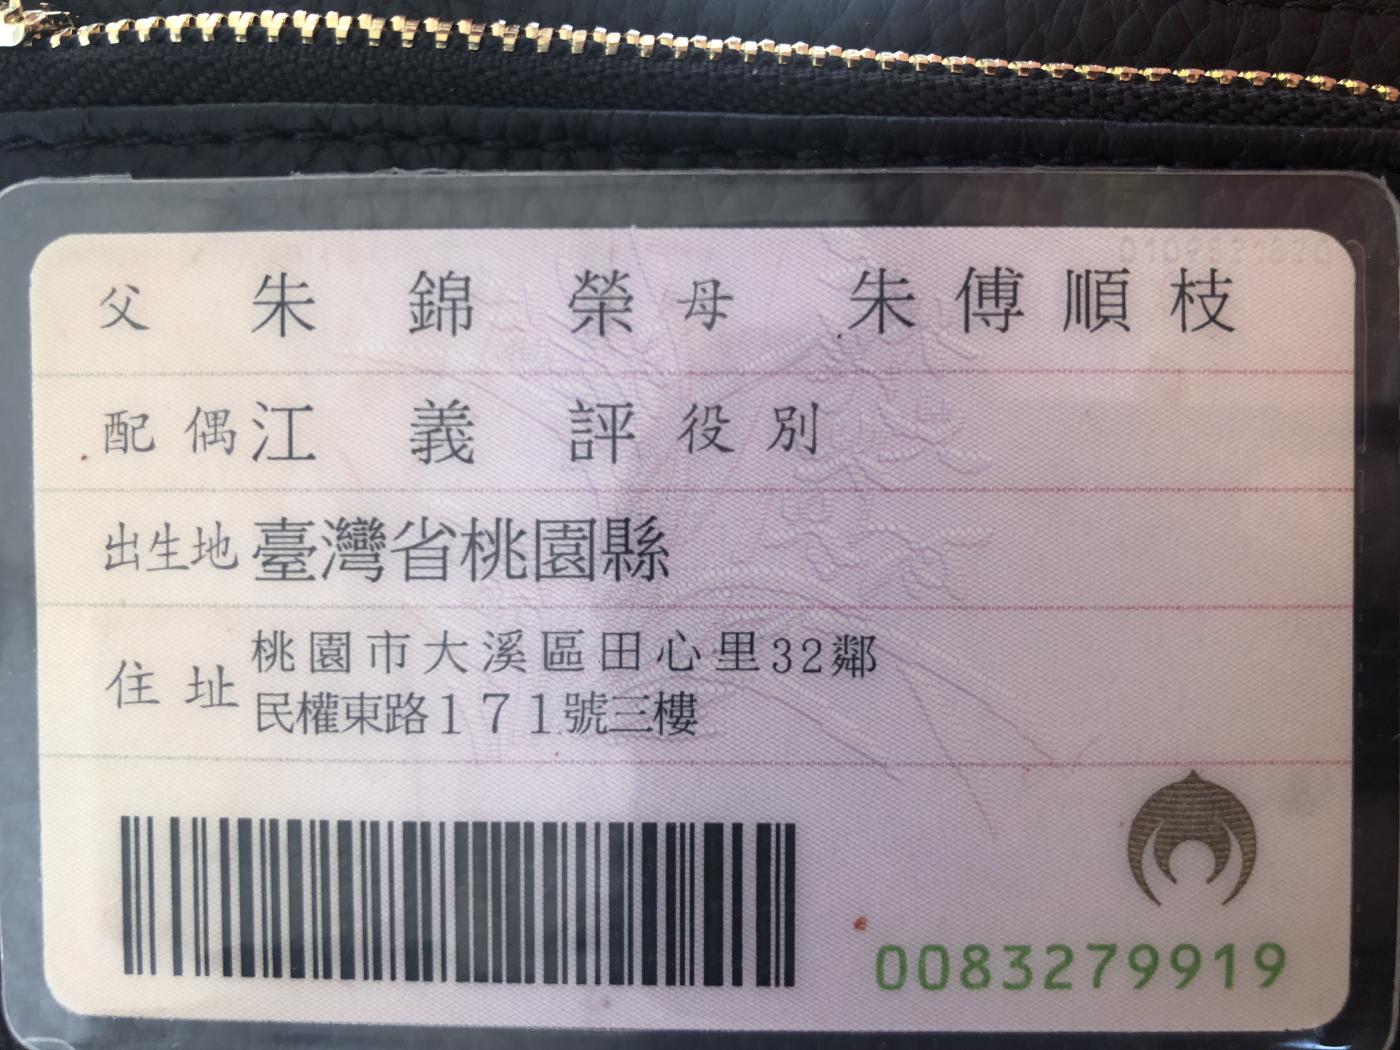 父 朱錦榮 母 朱傅順枝
配偶 江義評 役別
出生地 臺灣省桃園縣
住址 桃園市大溪區田心里32鄰
民權東路171號三樓
0083279919